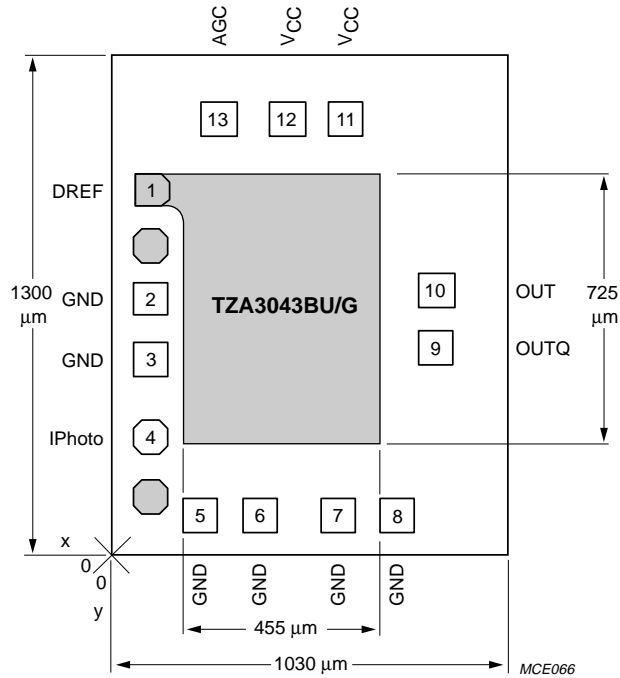 AGC
VCC
VCC
13
12
11
DREF
1
1300
µm
GND
2
TZA3043BU/G
10
OUT
725
µm
GND
3
9
OUTQ
IPhoto
4
5
6
7
8
x
0
0
y
GND
GND
GND
GND
455 µm
1030 µm
MCE066